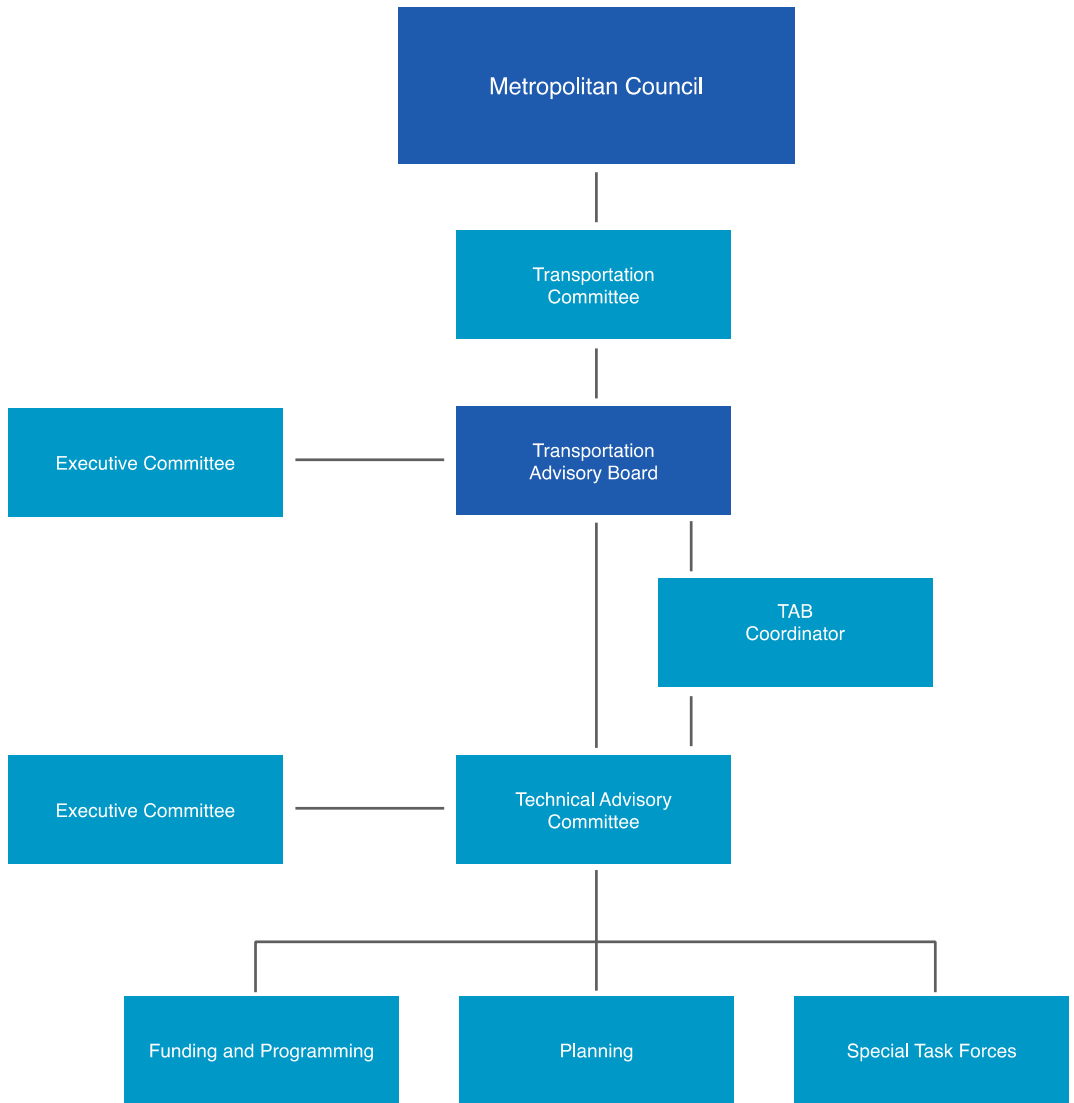 Metropolitan Council
Transportation
Committee
Executive Committee
Transportation
Advisory Board
TAB
Coordinator
Executive Committee
Technical Advisory
Committee
Funding and Programming
Planning
Special Task Forces